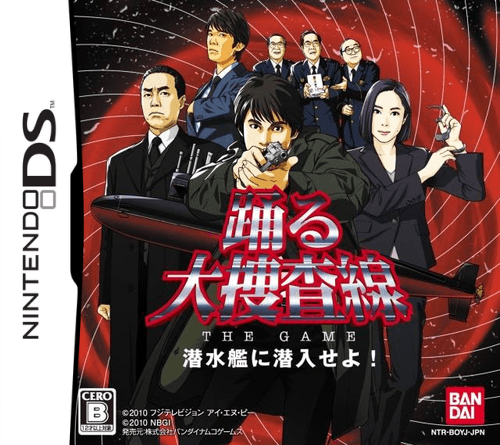 NINTENDO DS
踊る
大捜査線
THE GAME
潜水艦に潜入せよ!
CERO
B
12才以上対象
©2010 フジテレビジョン アイ・エヌ・ピー
©2010 NBGI
発売元:株式会社バンダイナムコゲームス
BAN
DAI
NTR-BOYJ-JPN